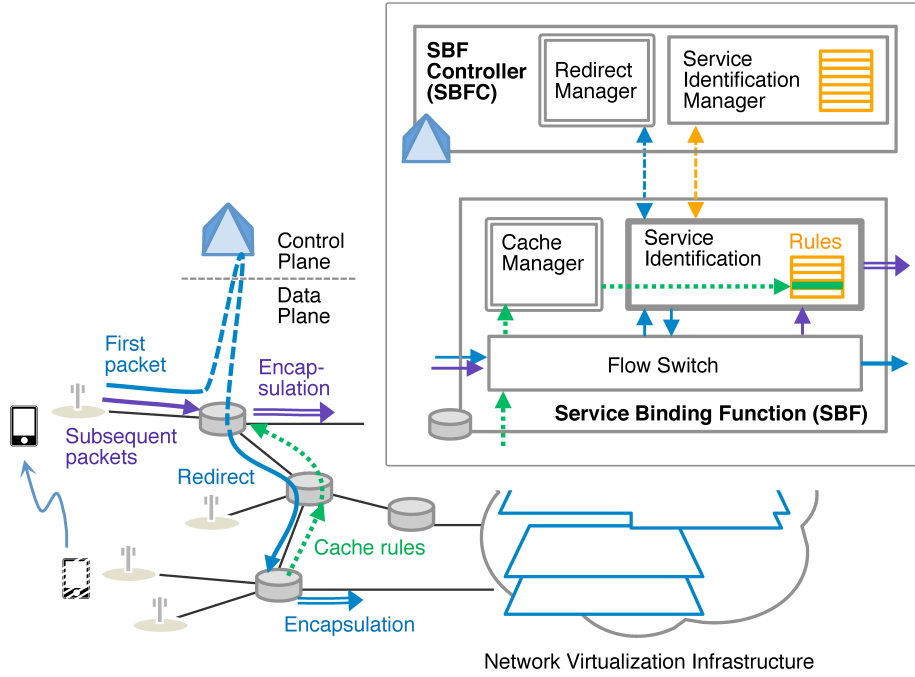 SBF
Controller
(SBFC)
Redirect
Manager
Service
Identification
Manager
Cache
Manager
Service
Identification
Rules
Flow Switch
Service Binding Function (SBF)
Control
Plane
Data
Plane
First
packet
Encap-
sulation
Subsequent
packets
Redirect
Cache rules
Encapsulation
Network Virtualization Infrastructure